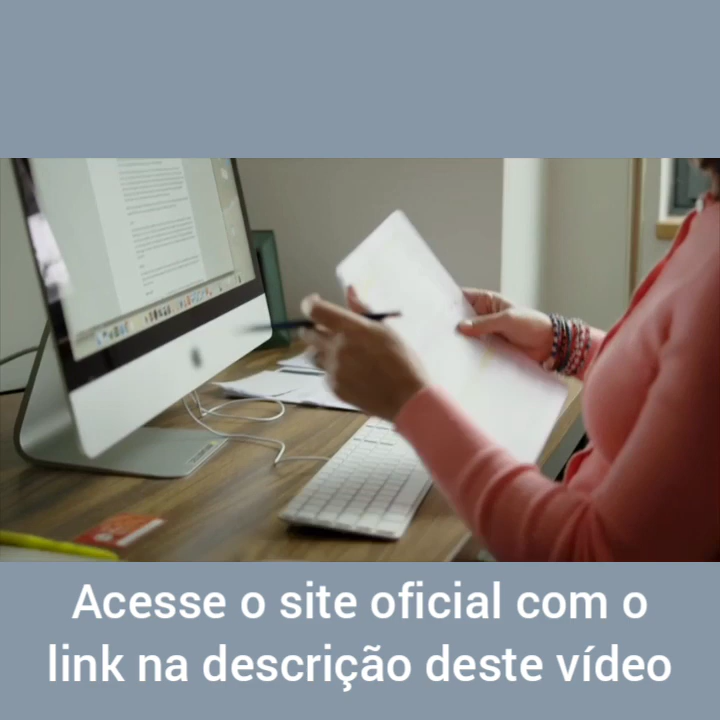 Acesse o site oficial com o
link na descrição deste vídeo